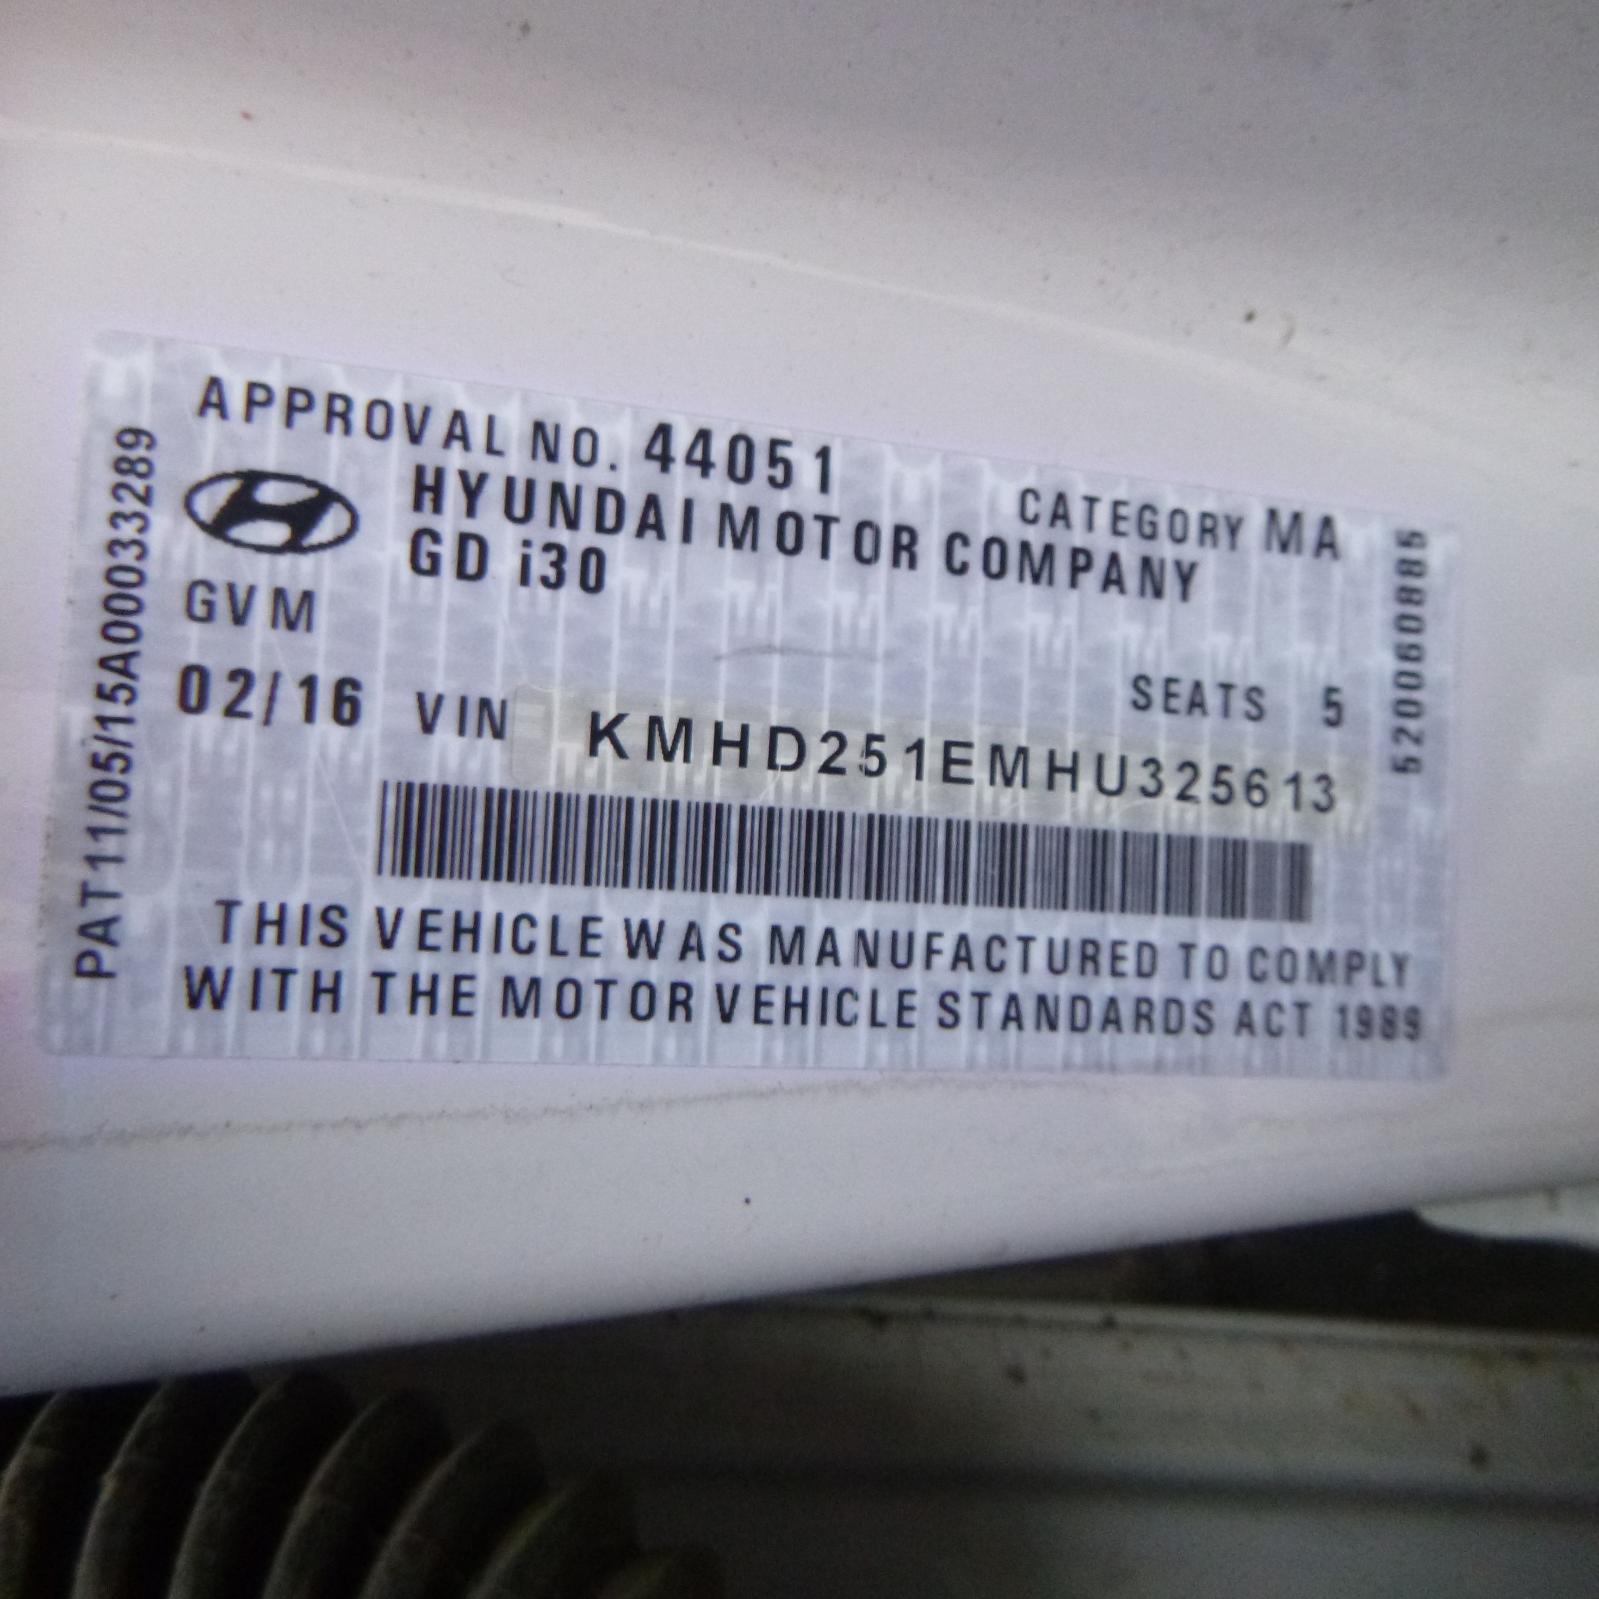 APPROVAL NO. 44051
CATEGORY MA
HYUNDAI MOTOR COMPANY
GD i30
GVM
SEATS 5
02/16 VIN KMHD251EMHU325613
THIS VEHICLE WAS MANUFACTURED TO COMPLY
WITH THE MOTOR VEHICLE STANDARDS ACT 1989
PAT11/05/15A00033289
520060885